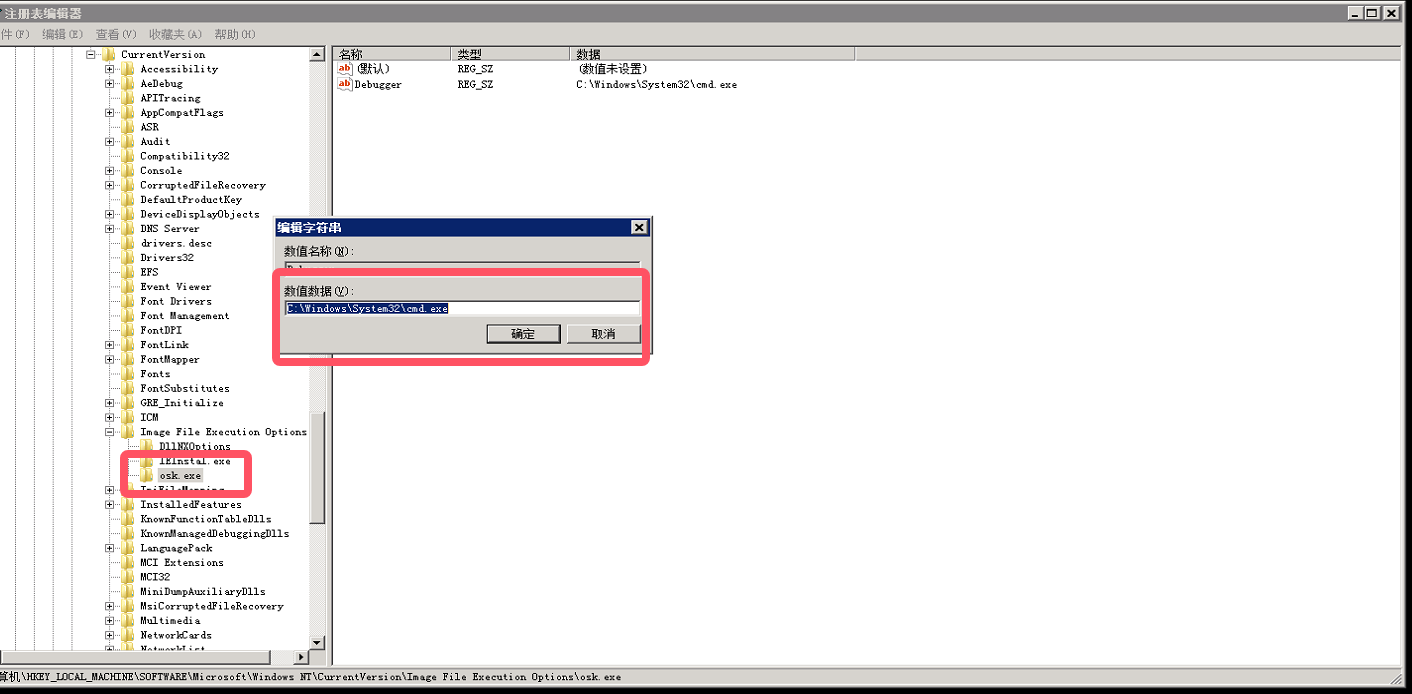 注册表编辑器
件(F) 编辑(E) 查看(V) 收藏夹(A) 帮助(H)
CurrentVersion
Accessibility
AeDebug
APITracing
AppCompatFlags
ASR
Audit
Compatibility32
Console
CorruptedFileRecovery
DefaultProductKey
DeviceDisplayObjects
DNS Server
drivers.desc
Drivers32
EFS
Event Viewer
Font Drivers
Font Management
FontDPI
FontLink
FontMapper
Fonts
FontSubstitutes
GRE_Initialize
ICM
Image File Execution Options
DllNXOptions
IEInstal.exe
osk.exe
IniFileMapping
InstalledFeatures
KnownFunctionTableDlls
KnownManagedDebuggingDlls
LanguagePack
MCI Extensions
MCI32
MiniDumpAuxiliaryDlls
MsiCorruptedFileRecovery
Multimedia
NetworkCards
NetworkList
名称 类型 数据
ab (默认) REG_SZ (数值未设置)
ab Debugger REG_SZ C:\Windows\System32\cmd.exe
编辑字符串
数值名称(N):
数值数据(V):
C:\Windows\System32\cmd.exe
确定 取消
算机\HKEY_LOCAL_MACHINE\SOFTWARE\Microsoft\Windows NT\CurrentVersion\Image File Execution Options\osk.exe